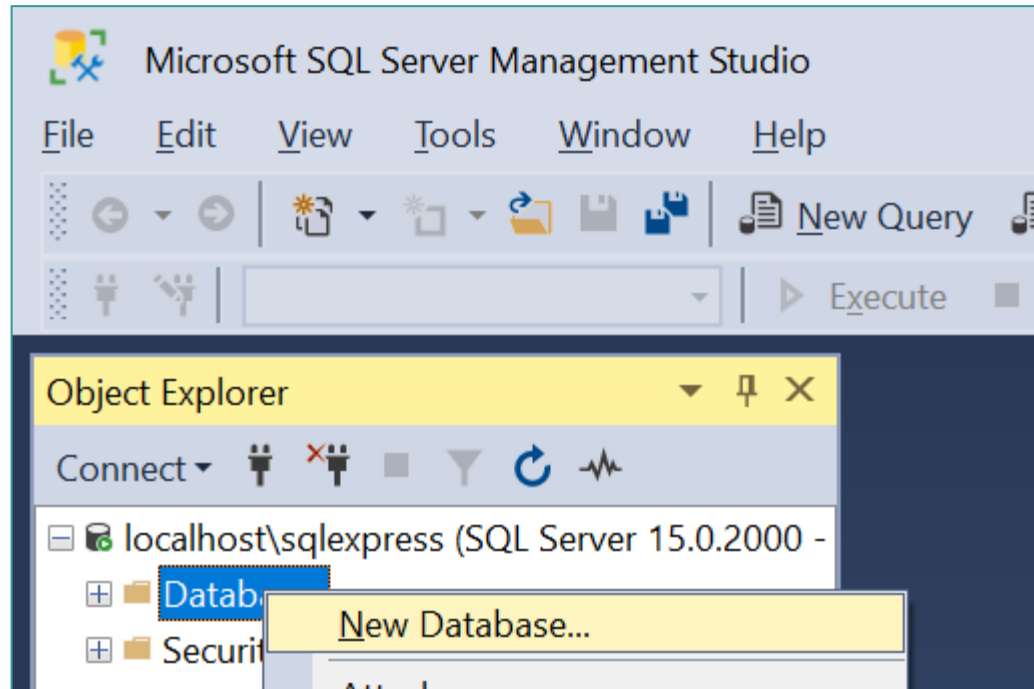 Microsoft SQL Server Management Studio
File Edit View Tools Window Help
New Query
Execute
Object Explorer
Connect
localhost\sqlexpress (SQL Server 15.0.2000 -
New Database...